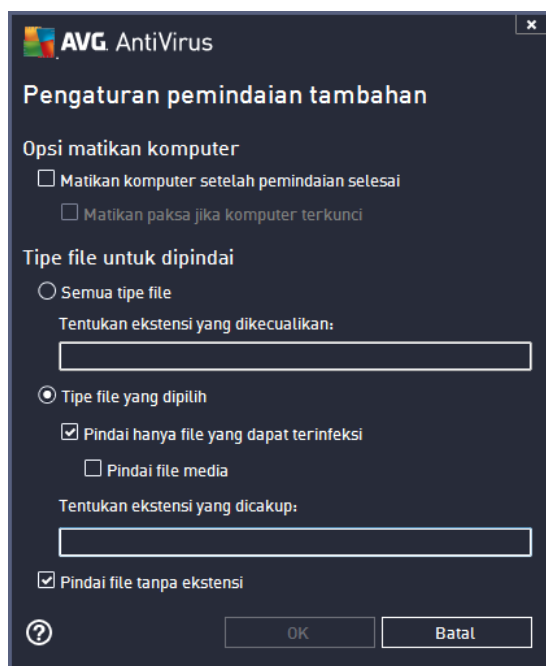 AVG. AntiVirus
Pengaturan pemindaian tambahan
Opsi matikan komputer
Matikan komputer setelah pemindaian selesai
Matikan paksa jika komputer terkunci
Tipe file untuk dipindai
Semua tipe file
Tentukan ekstensi yang dikecualikan:
Tipe file yang dipilih
Pindai hanya file yang dapat terinfeksi
Pindai file media
Tentukan ekstensi yang dicakup:
Pindai file tanpa ekstensi
OK
Batal